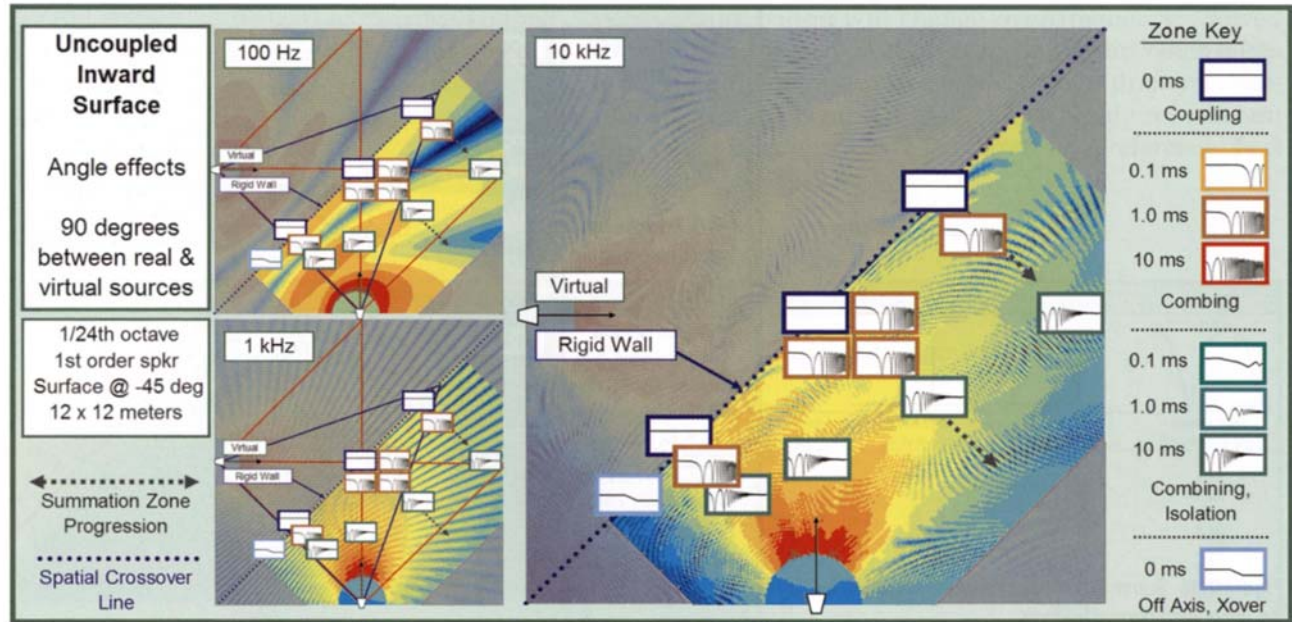 Uncoupled
Inward
Surface
Angle effects
90 degrees
between real &
virtual sources
1/24th octave
1st order spkr
Surface @ -45 deg
12 x 12 meters
Summation Zone
Progression
Spatial Crossover
Line
100 Hz
Virtual
Rigid Wall
1 kHz
Virtual
Rigid Wall
10 kHz
Virtual
Rigid Wall
Zone Key
0 ms
Coupling
0.1 ms
1.0 ms
10 ms
Combing
0.1 ms
1.0 ms
10 ms
Combining,
Isolation
0 ms
Off Axis, Xover